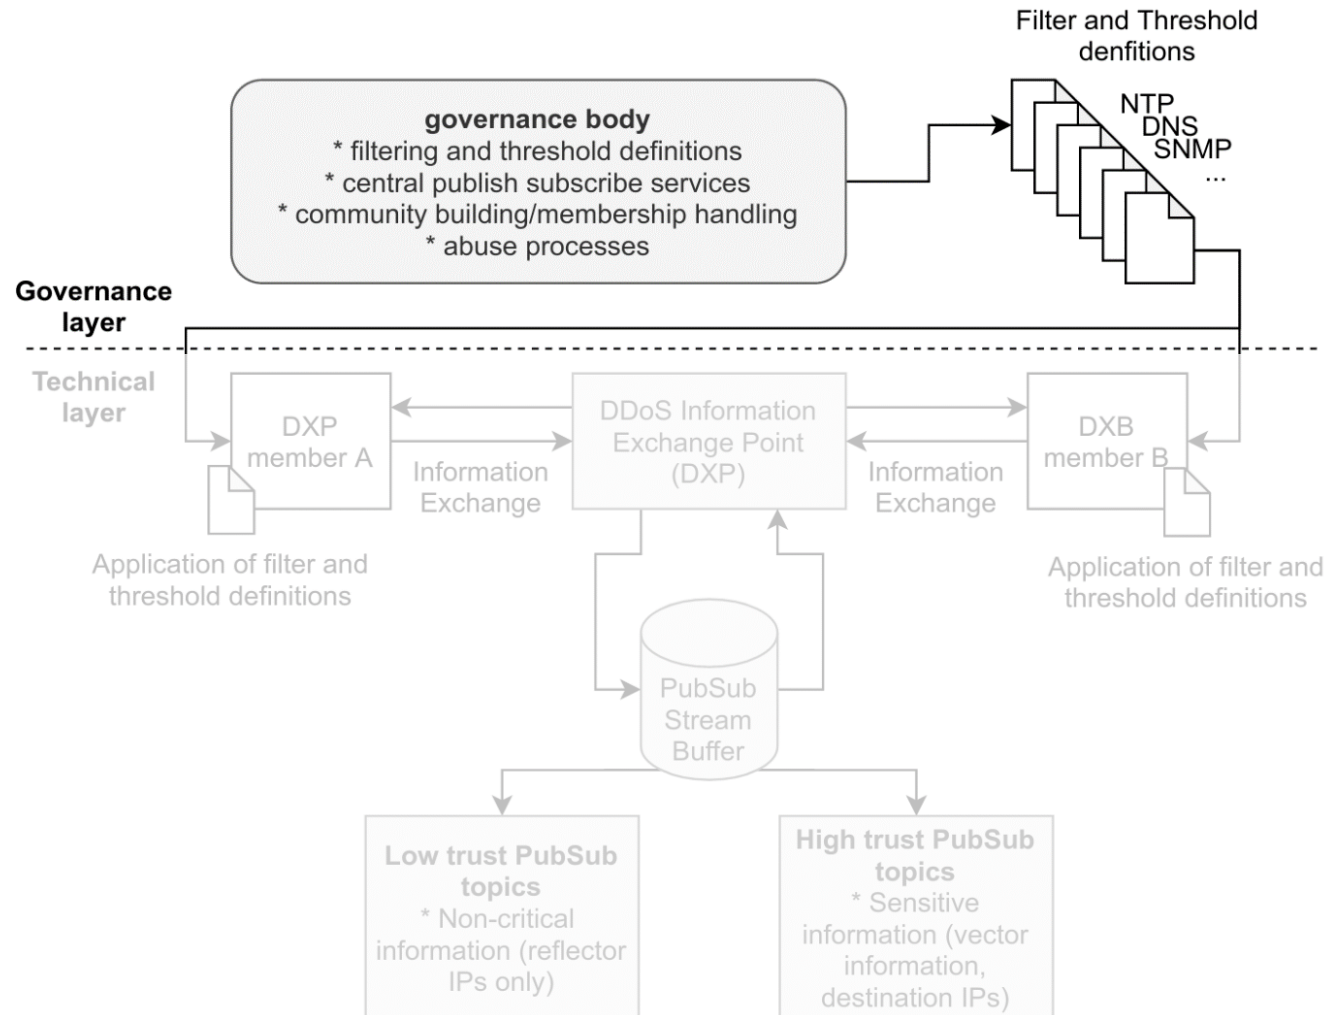 Filter and Threshold
denfitions
governance body
* filtering and threshold definitions
* central publish subscribe services
* community building/membership handling
* abuse processes
NTP
DNS
SNMP
...
Governance
layer
Technical
layer
DXP
member A
Information
Exchange
DDoS Information
Exchange Point
(DXP)
Information
Exchange
DXB
member B
Application of filter and
threshold definitions
Application of filter and
threshold definitions
PubSub
Stream
Buffer
Low trust PubSub
topics
* Non-critical
information (reflector
IPs only)
High trust PubSub
topics
* Sensitive
information (vector
information,
destination IPs)